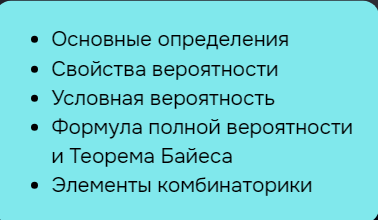 • Основные определения
• Свойства вероятности
• Условная вероятность
• Формула полной вероятности
и Теорема Байеса
• Элементы комбинаторики